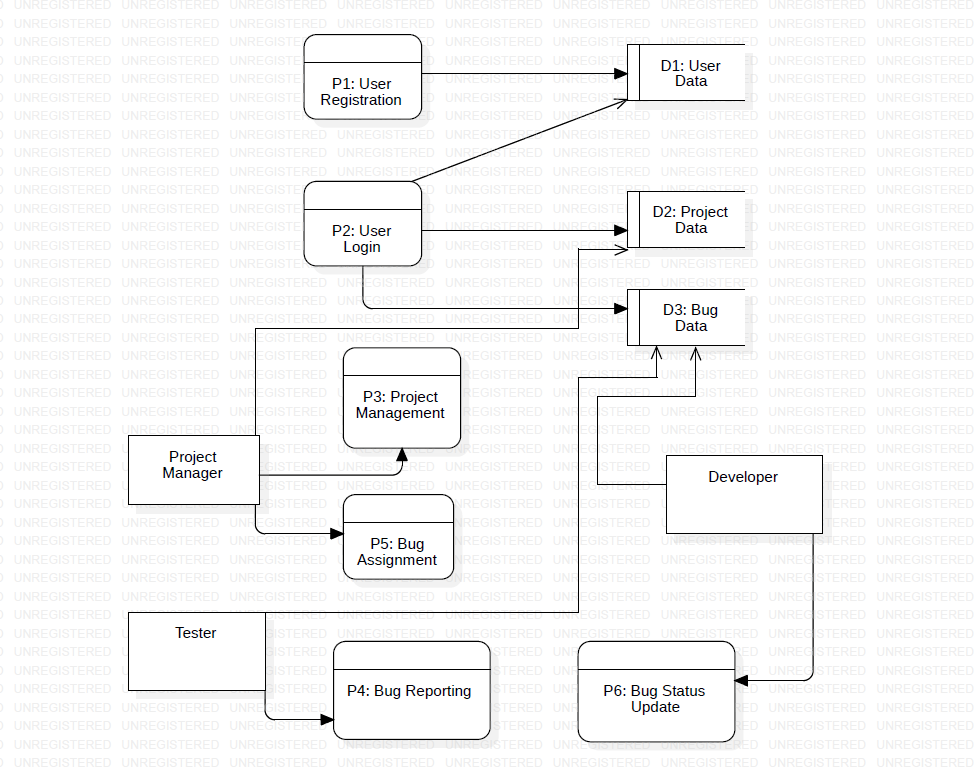 P1: User
Registration
D1: User
Data
P2: User
Login
D2: Project
Data
D3: Bug
Data
P3: Project
Management
Project
Manager
Developer
P5: Bug
Assignment
Tester
P4: Bug Reporting
P6: Bug Status
Update
UNREGISTERED